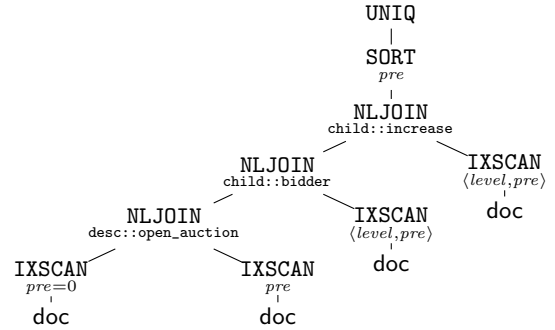 UNIQ
SORT
pre
NLJOIN
child::increase
NLJOIN
child::bidder
IXSCAN
⟨level,pre⟩
doc
NLJOIN
desc::open_auction
IXSCAN
⟨level,pre⟩
doc
IXSCAN
pre=0
doc
IXSCAN
pre
doc